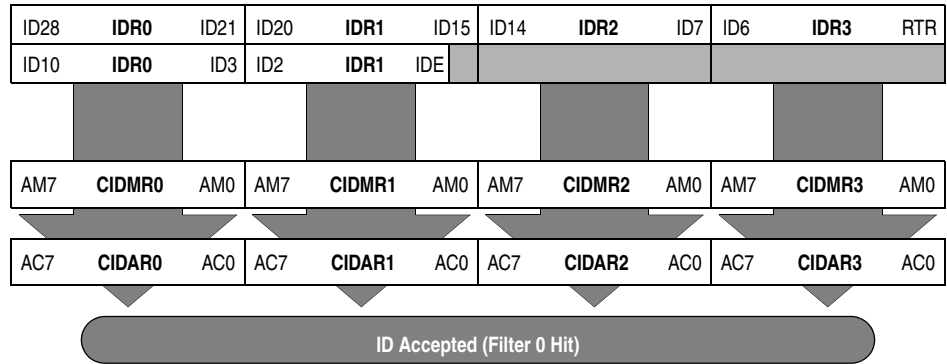 ID28 IDR0 ID21 ID20 IDR1 ID15 ID14 IDR2 ID7 ID6 IDR3 RTR
ID10 IDR0 ID3 ID2 IDR1 IDE
AM7 CIDMR0 AM0 AM7 CIDMR1 AM0 AM7 CIDMR2 AM0 AM7 CIDMR3 AM0
AC7 CIDAR0 AC0 AC7 CIDAR1 AC0 AC7 CIDAR2 AC0 AC7 CIDAR3 AC0
ID Accepted (Filter 0 Hit)